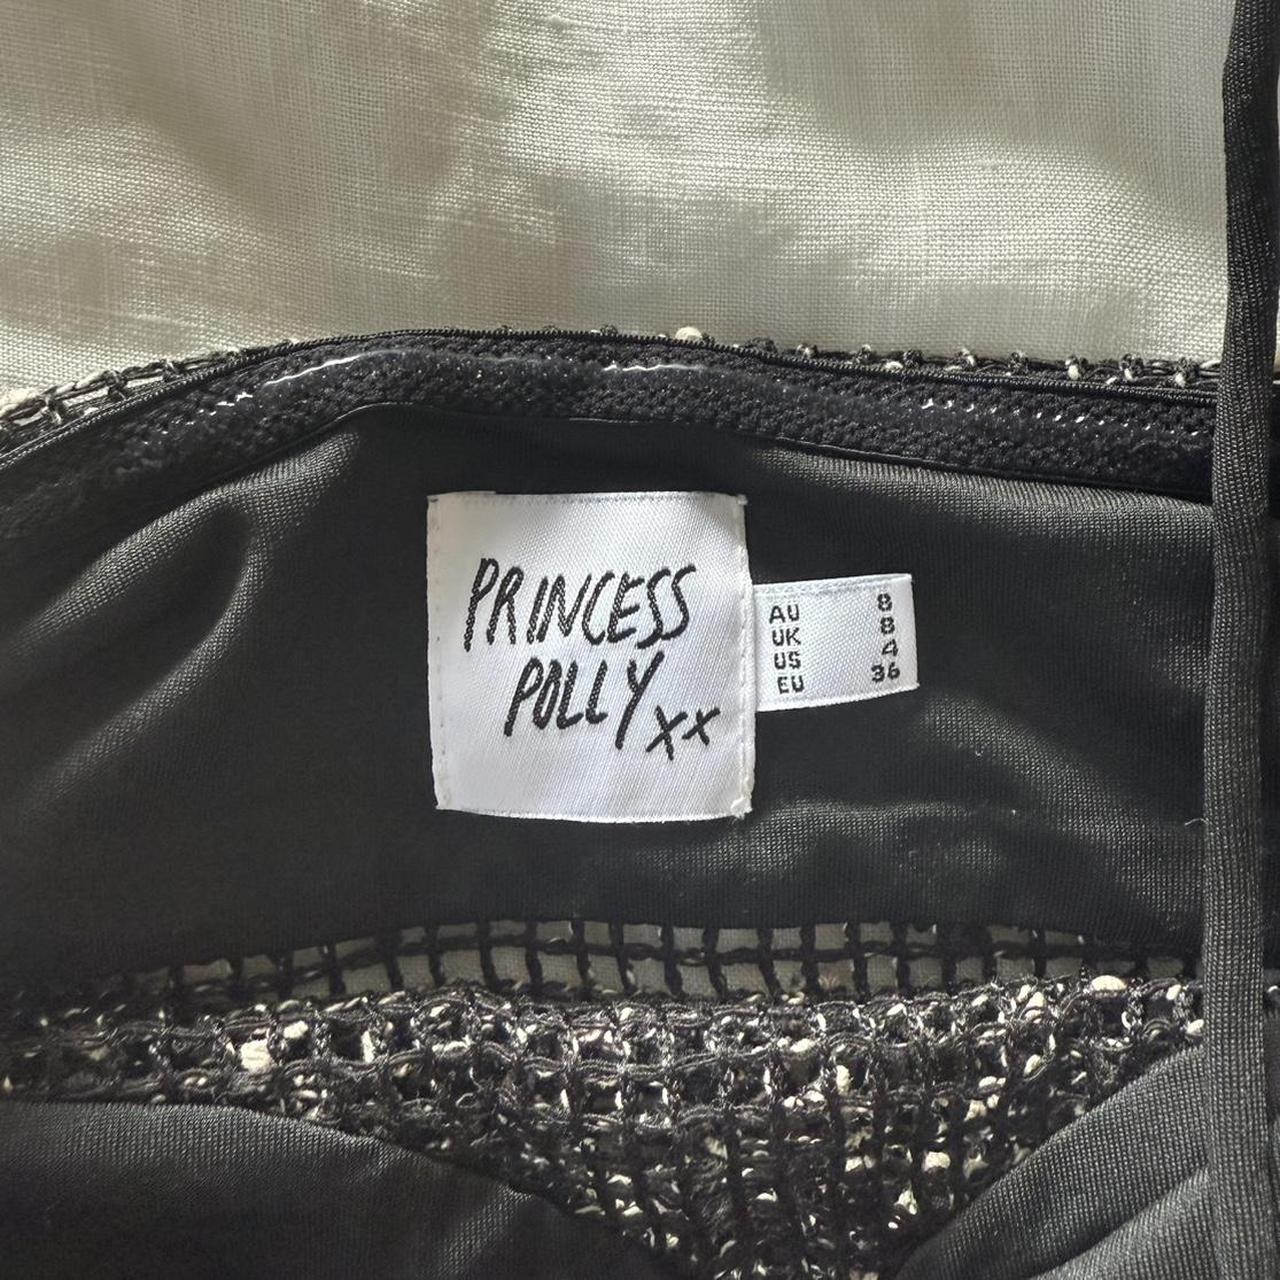 PRINCESS
POLLY xx
AU 8
UK 8
US 4
EU 36